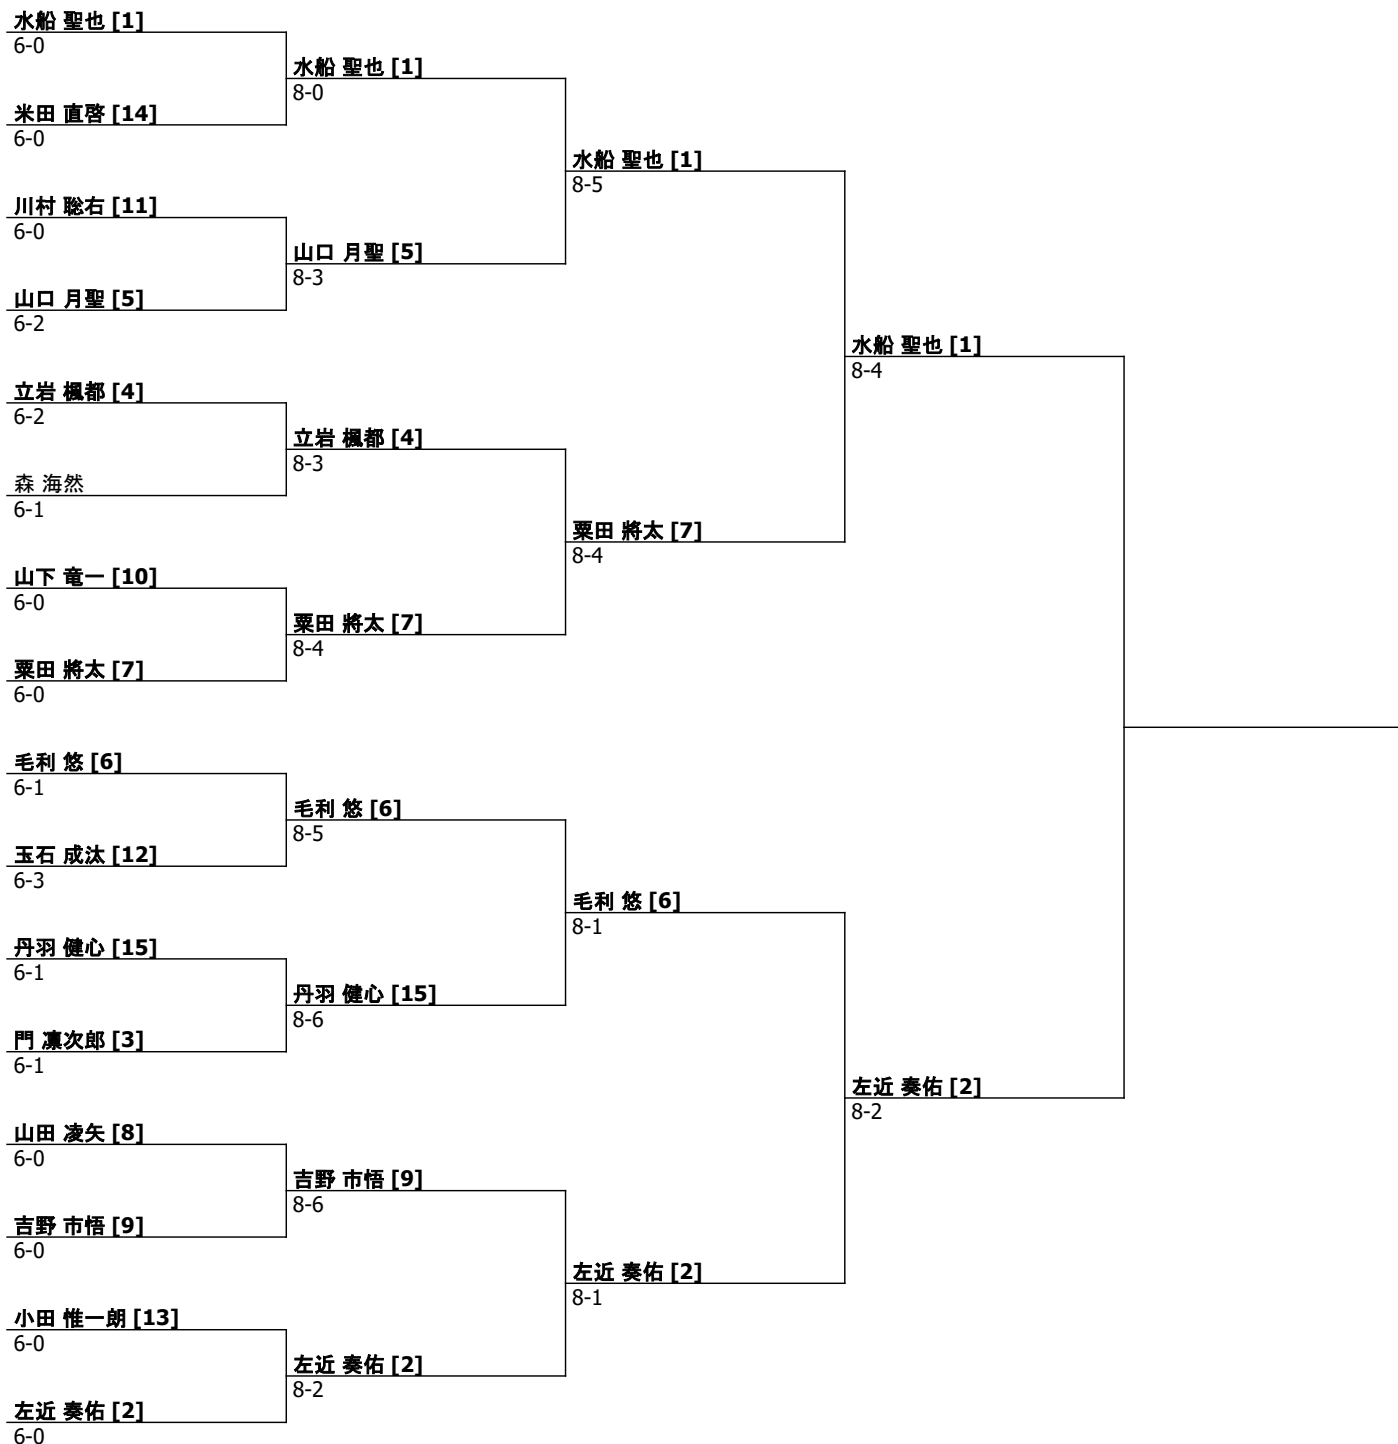 水船 聖也 [1]
6-0
米田 直啓 [14]
6-0
川村 聡右 [11]
6-0
山口 月聖 [5]
6-2
立岩 楓都 [4]
6-2
森 海然
6-1
山下 竜一 [10]
6-0
粟田 將太 [7]
6-0
毛利 悠 [6]
6-1
玉石 成汰 [12]
6-3
丹羽 健心 [15]
6-1
門 凜次郎 [3]
6-1
山田 凌矢 [8]
6-0
吉野 市悟 [9]
6-0
小田 惟一朗 [13]
6-0
左近 奏佑 [2]
6-0
水船 聖也 [1]
8-0
山口 月聖 [5]
8-3
立岩 楓都 [4]
8-3
粟田 將太 [7]
8-4
毛利 悠 [6]
8-5
丹羽 健心 [15]
8-6
吉野 市悟 [9]
8-6
左近 奏佑 [2]
8-2
水船 聖也 [1]
8-5
粟田 將太 [7]
8-4
毛利 悠 [6]
8-1
左近 奏佑 [2]
8-1
水船 聖也 [1]
8-4
左近 奏佑 [2]
8-2